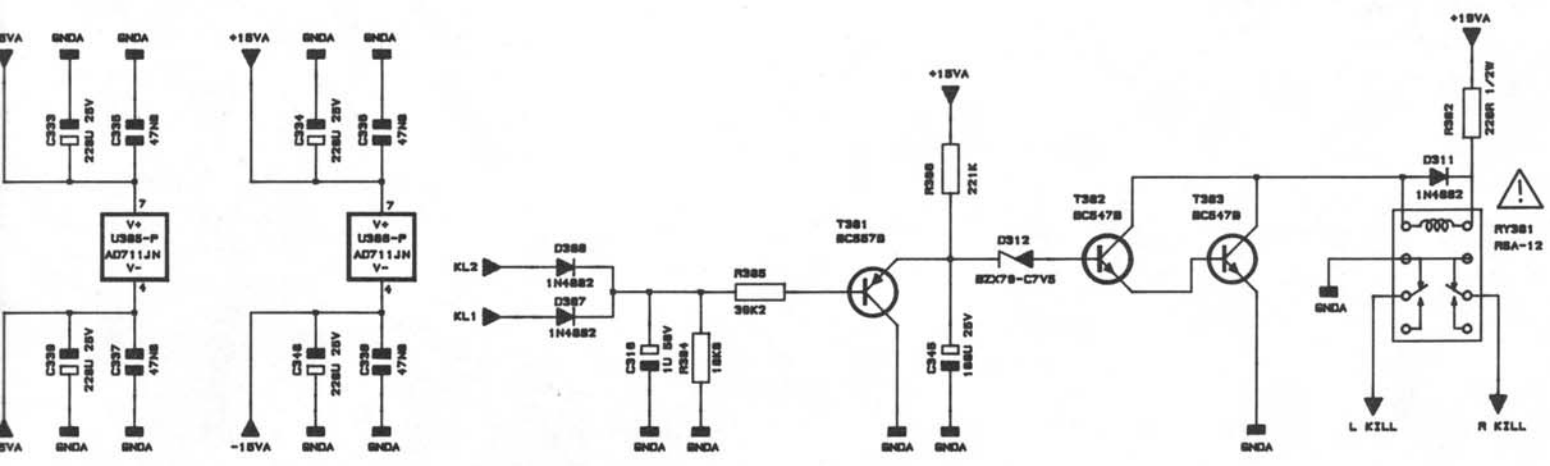 5VA
GNDA
GNDA
C333
220U 25V
C335
47N0
7
V+
U305-P
AD711JN
V-
4
C339
220U 25V
C337
47N0
5VA
GNDA
GNDA
+15VA
GNDA
GNDA
C334
220U 25V
C336
47N0
7
V+
U306-P
AD711JN
V-
4
C340
220U 25V
C338
47N0
-15VA
GNDA
GNDA
KL2
D308
1N4002
KL1
D307
1N4002
C316
1U 50V
R304
10K0
GNDA
GNDA
R305
39K2
T301
BC557B
GNDA
+15VA
R306
221K
C345
100U 25V
GNDA
D312
BZX79-C7V5
T302
BC547B
T303
BC547B
GNDA
+15VA
R302
220R 1/2W
D311
1N4002
RY301
RSA-12
GNDA
L KILL
R KILL